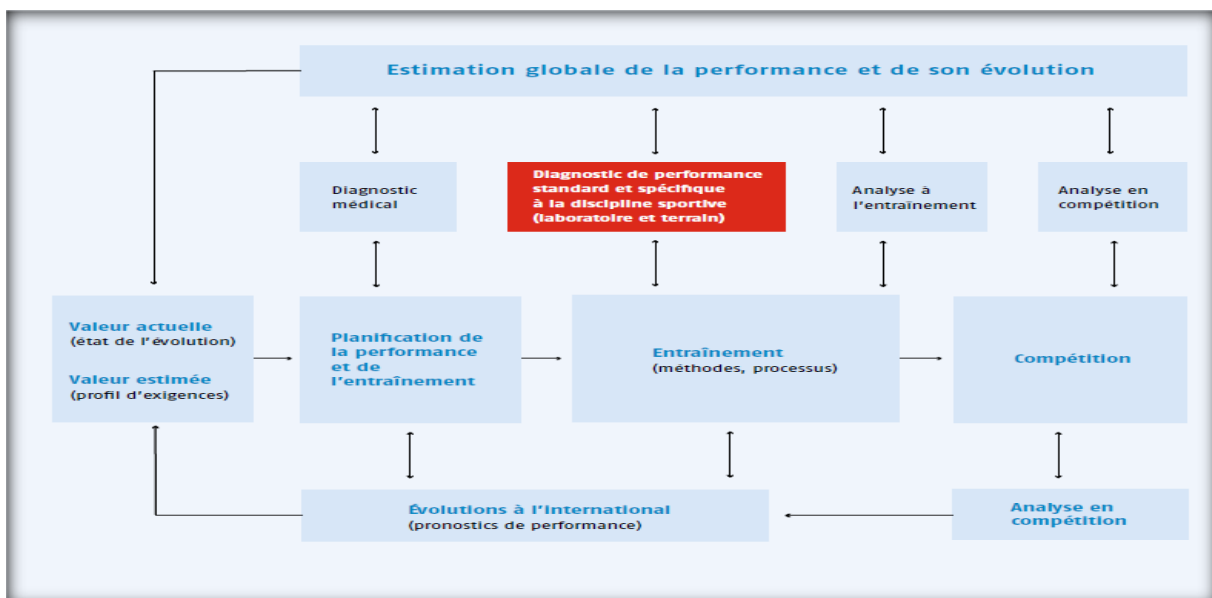 Estimation globale de la performance et de son évolution
Diagnostic
médical
Diagnostic de performance
standard et spécifique
à la discipline sportive
(laboratoire et terrain)
Analyse à
l'entraînement
Analyse en
compétition
Valeur actuelle
(état de l'évolution)
Valeur estimée
(profil d'exigences)
Planification de
la performance
et de
l'entraînement
Entraînement
(méthodes, processus)
Compétition
Évolutions à l'international
(pronostics de performance)
Analyse en
compétition